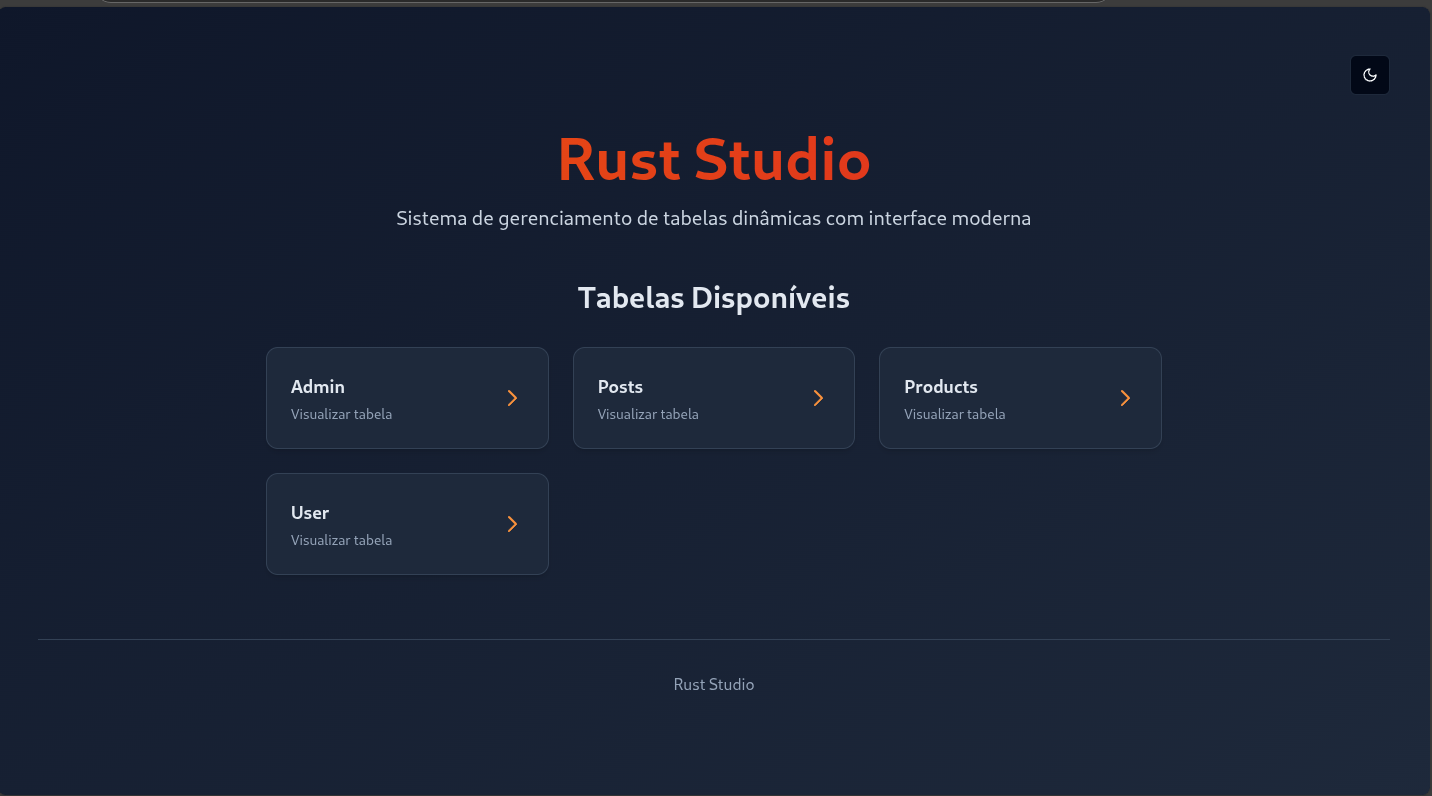 Rust Studio
Sistema de gerenciamento de tabelas dinâmicas com interface moderna
Tabelas Disponíveis
Admin
Visualizar tabela
Posts
Visualizar tabela
Products
Visualizar tabela
User
Visualizar tabela
Rust Studio